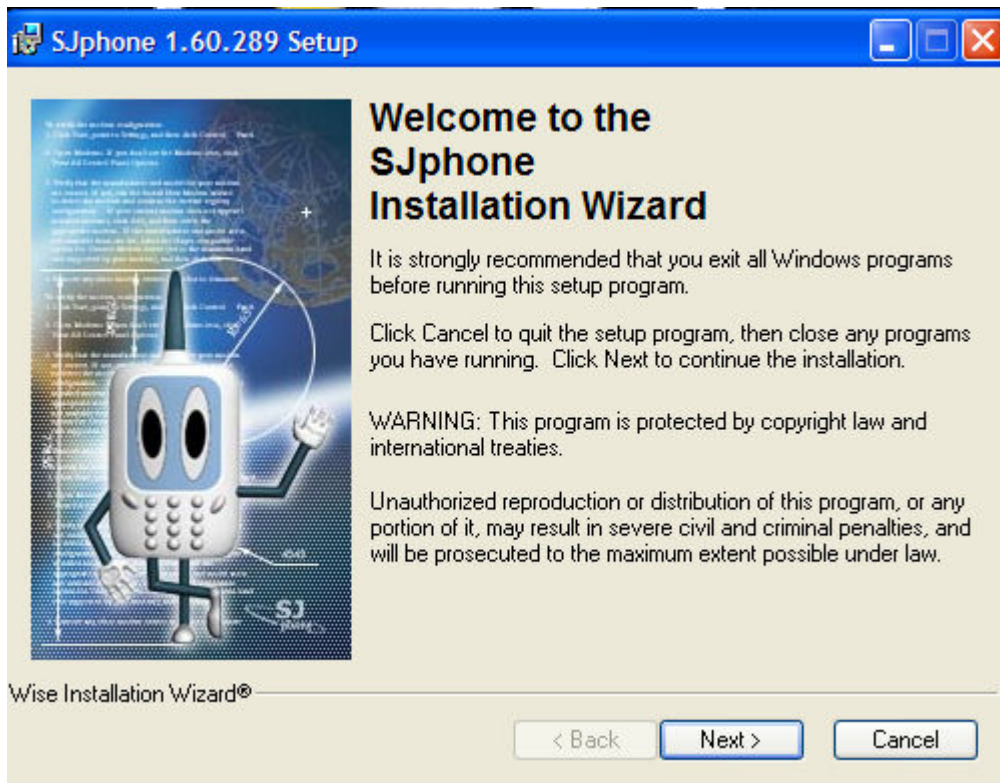 SJphone 1.60.289 Setup
Welcome to the
SJphone
Installation Wizard
It is strongly recommended that you exit all Windows programs
before running this setup program.
Click Cancel to quit the setup program, then close any programs
you have running.  Click Next to continue the installation.
WARNING: This program is protected by copyright law and
international treaties.
Unauthorized reproduction or distribution of this program, or any
portion of it, may result in severe civil and criminal penalties, and
will be prosecuted to the maximum extent possible under law.
SJ
Wise Installation Wizard®
< Back
Next >
Cancel